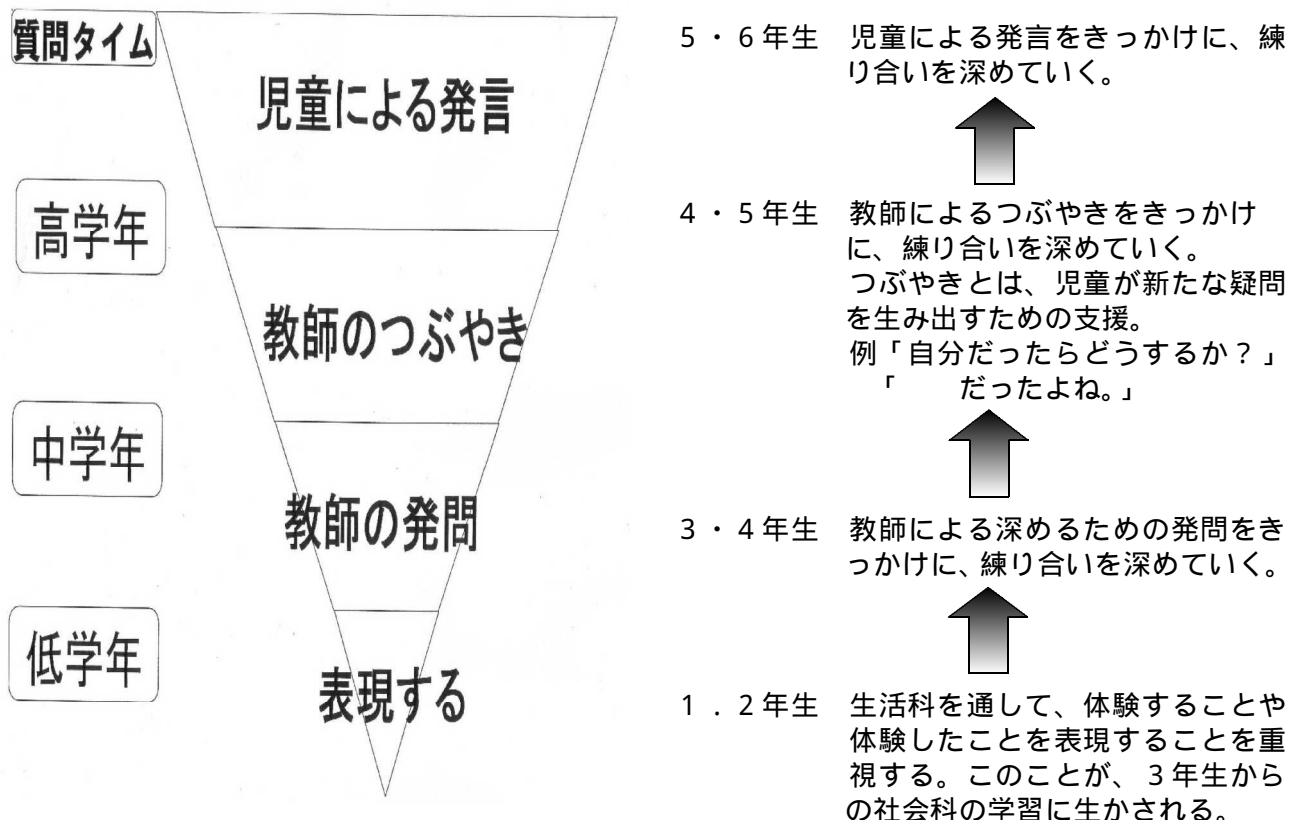 質問タイム
児童による発言
高学年
教師のつぶやき
中学年
教師の発問
低学年
表現する
5・6年生 児童による発言をきっかけに、練
り合いを深めていく。
4・5年生 教師によるつぶやきをきっかけ
に、練り合いを深めていく。
つぶやきとは、児童が新たな疑問
を生み出すための支援。
例「自分だったらどうするか?」
「　　だったよね。」
3・4年生 教師による深めるための発問をき
っかけに、練り合いを深めていく。
1.2年生 生活科を通して、体験することや
体験したことを表現することを重
視する。このことが、3年生から
の社会科の学習に生かされる。